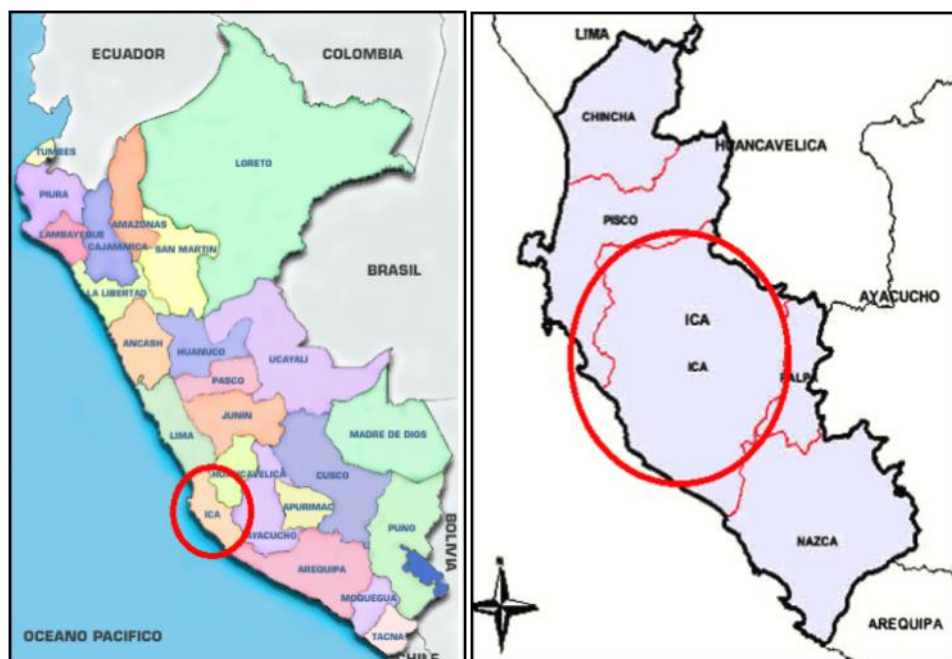 ECUADOR
COLOMBIA
TUMBES
LORETO
PIURA
AMAZONAS
LAMBAYEQUE
CAJAMARCA
SAN MARTIN
BRASIL
LA LIBERTAD
ANCASH
HUANUCO
UCAYALI
PASCO
JUNIN
LIMA
MADRE DE DIOS
HUANCAVELICA
CUSCO
ICA
APURIMAC
AYACUCHO
PUNO
BOLIVIA
AREQUIPA
MOQUEGUA
OCEANO PACIFICO
TACNA
CHILE
LIMA
CHINCHA
HUANCAVELICA
PISCO
AYACUCHO
ICA
ICA
PALPA
NAZCA
N
AREQUIPA